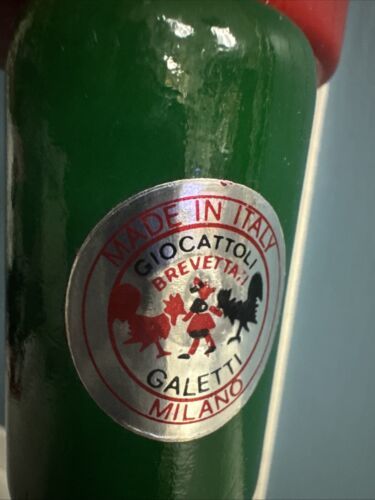 MADE IN ITALY
GIOCATTOLI
BREVETTATI
GALETTI
MILANO